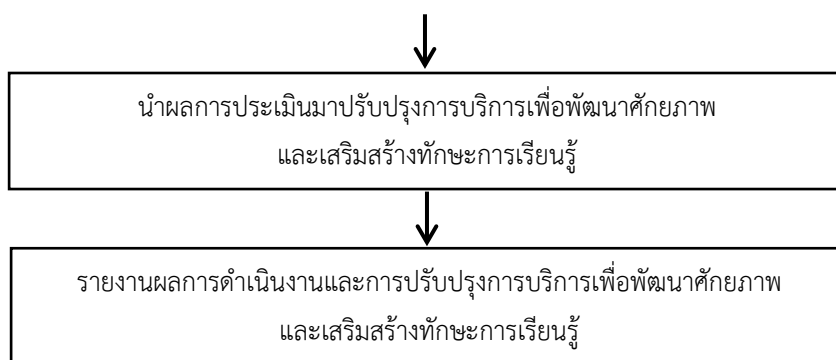 นำผลการประเมินมาปรับปรุงการบริการเพื่อพัฒนาศักยภาพ
และเสริมสร้างทักษะการเรียนรู้
รายงานผลการดำเนินงานและการปรับปรุงการบริการเพื่อพัฒนาศักยภาพ
และเสริมสร้างทักษะการเรียนรู้